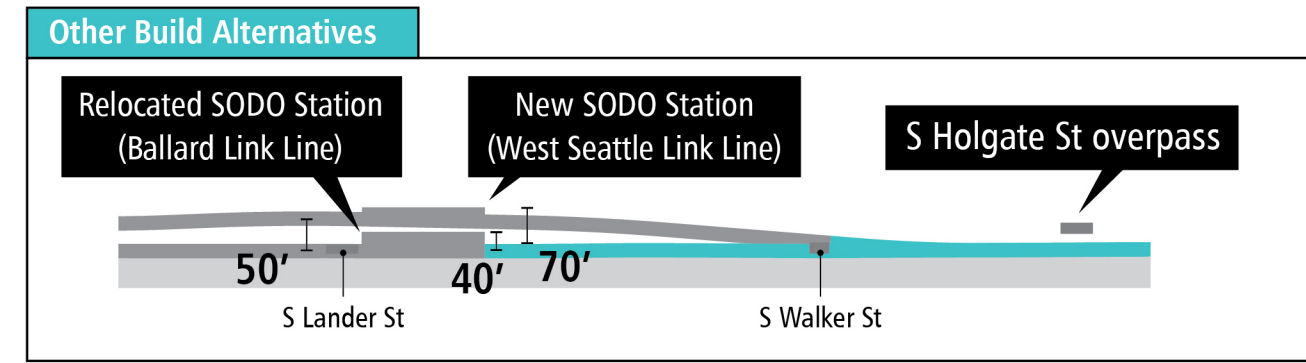 Other Build Alternatives
Relocated SODO Station
(Ballard Link Line)
New SODO Station
(West Seattle Link Line)
S Holgate St overpass
50’
40’
70’
S Lander St
S Walker St